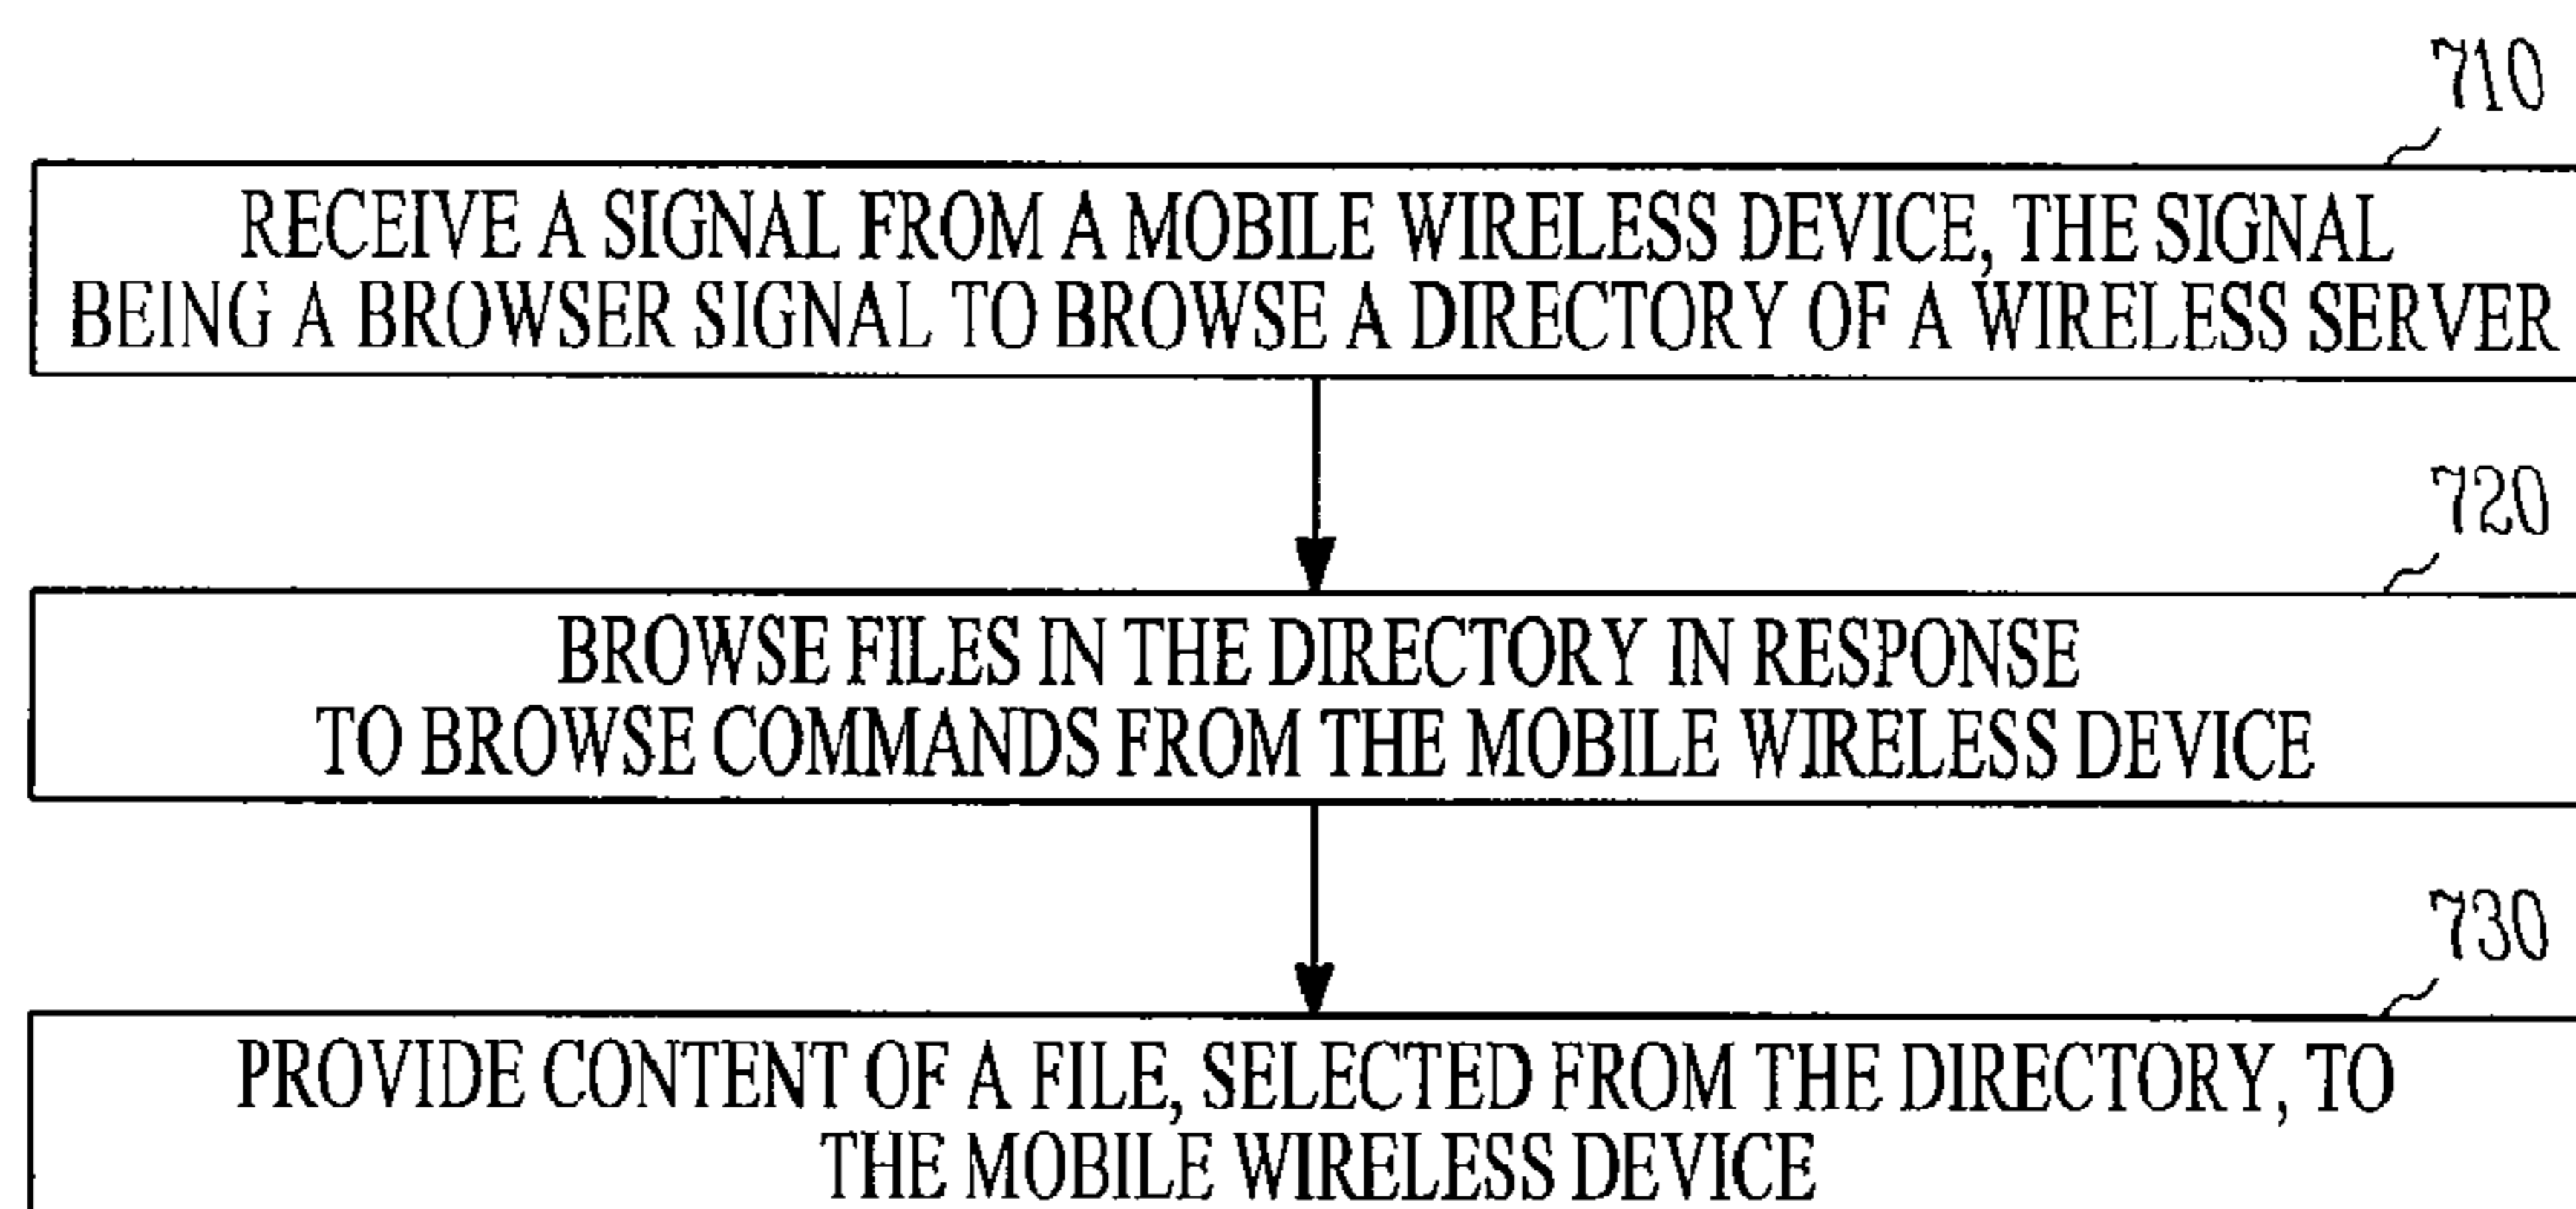 710
RECEIVE A SIGNAL FROM A MOBILE WIRELESS DEVICE, THE SIGNAL
BEING A BROWSER SIGNAL TO BROWSE A DIRECTORY OF A WIRELESS SERVER
720
BROWSE FILES IN THE DIRECTORY IN RESPONSE
TO BROWSE COMMANDS FROM THE MOBILE WIRELESS DEVICE
730
PROVIDE CONTENT OF A FILE, SELECTED FROM THE DIRECTORY, TO
THE MOBILE WIRELESS DEVICE